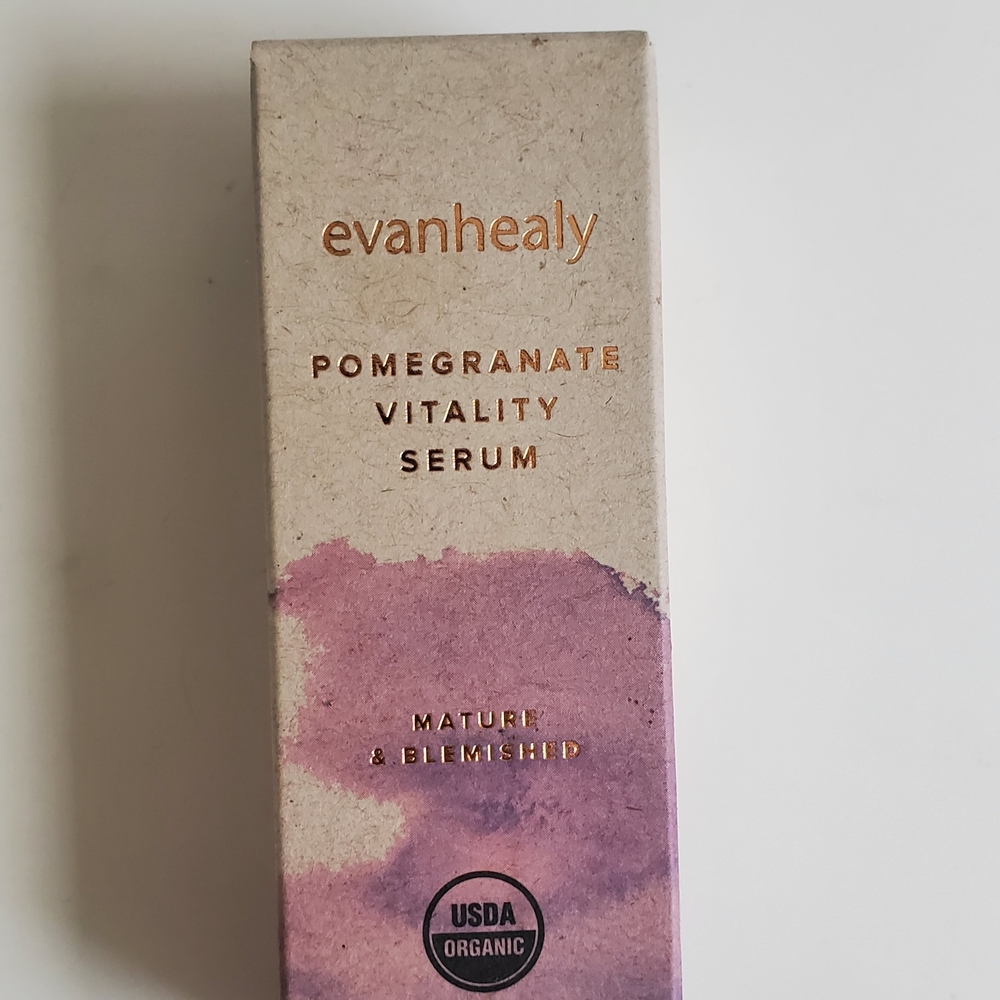 evanhealy
POMEGRANATE
VITALITY
SERUM
MATURE
& BLEMISHED
USDA
ORGANIC